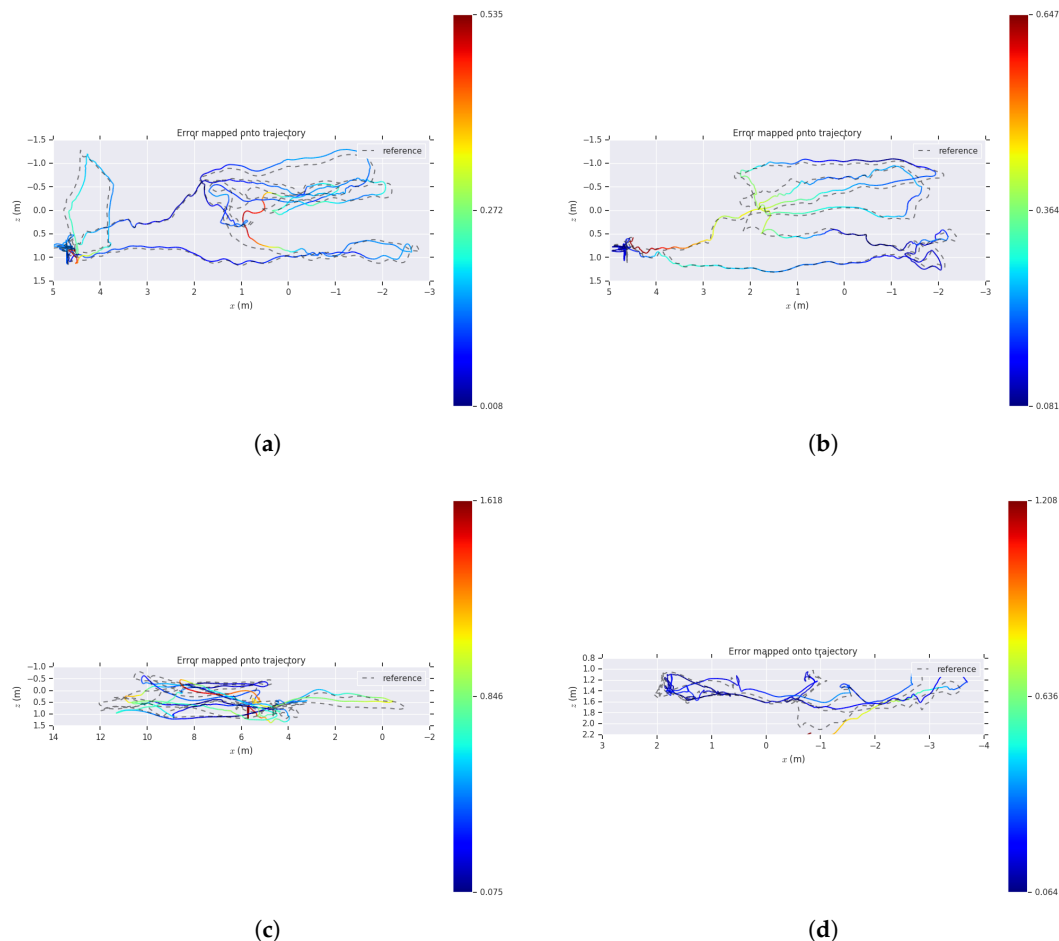 0.535
0.272
0.008
Error mapped pnto trajectory
reference
−1.5
−1.0
−0.5
0.0
0.5
1.0
1.5
z (m)
5 4 3 2 1 0 −1 −2 −3
x (m)
(a)
0.647
0.364
0.081
Error mapped pnto trajectory
reference
−1.5
−1.0
−0.5
0.0
0.5
1.0
1.5
z (m)
5 4 3 2 1 0 −1 −2 −3
x (m)
(b)
1.618
0.846
0.075
Error mapped pnto trajectory
reference
−1.0
−0.5
0.0
0.5
1.0
1.5
z (m)
14 12 10 8 6 4 2 0 −2
x (m)
(c)
1.208
0.636
0.064
Error mapped onto trajectory
reference
0.8
1.0
1.2
1.4
1.6
1.8
2.0
2.2
z (m)
3 2 1 0 −1 −2 −3 −4
x (m)
(d)